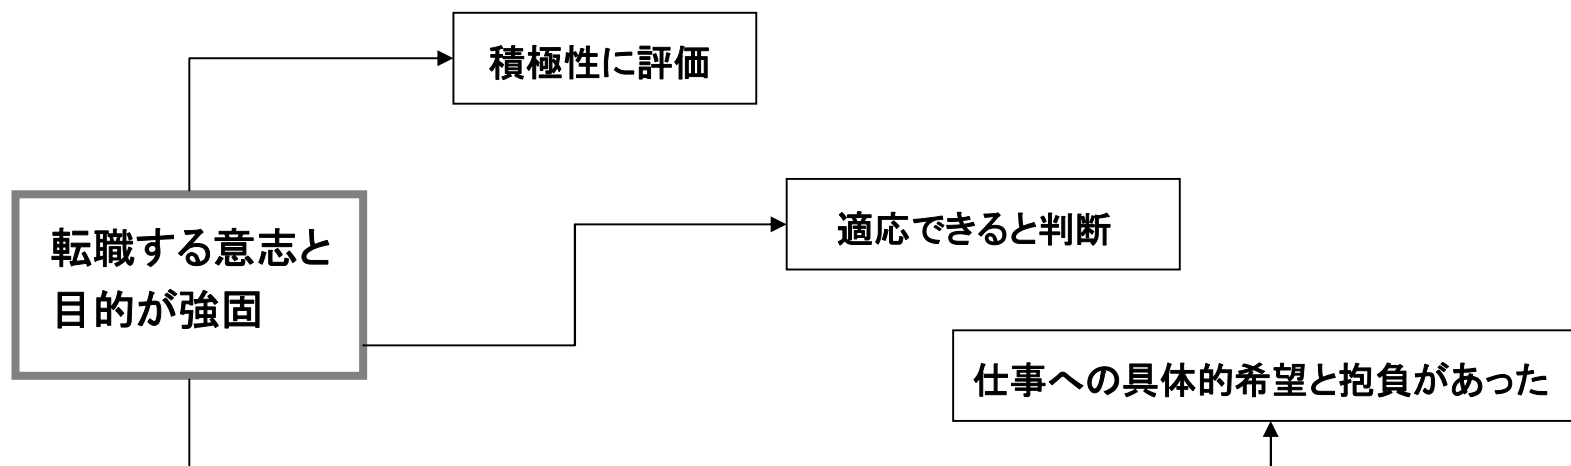 積極性に評価
適応できると判断
転職する意志と
目的が強固
仕事への具体的希望と抱負があった